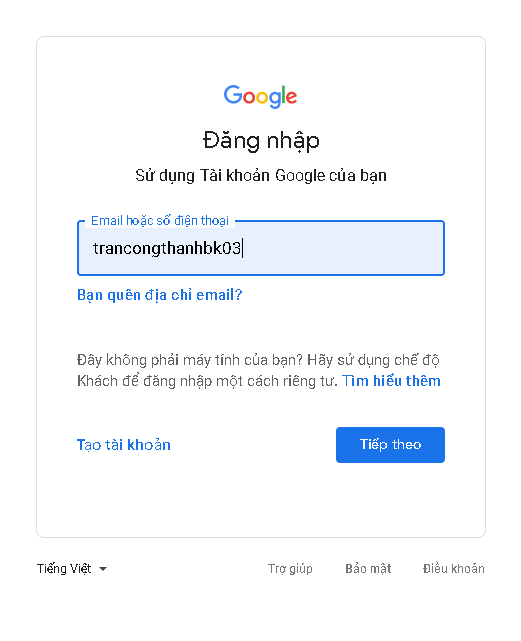 Google
Đăng nhập
Sử dụng Tài khoản Google của bạn
Email hoặc số điện thoại
trancongthanhbk03
Bạn quên địa chỉ email?
Đây không phải máy tính của bạn? Hãy sử dụng chế độ
Khách để đăng nhập một cách riêng tư. Tìm hiểu thêm
Tạo tài khoản
Tiếp theo
Tiếng Việt
Trợ giúp
Bảo mật
Điều khoản